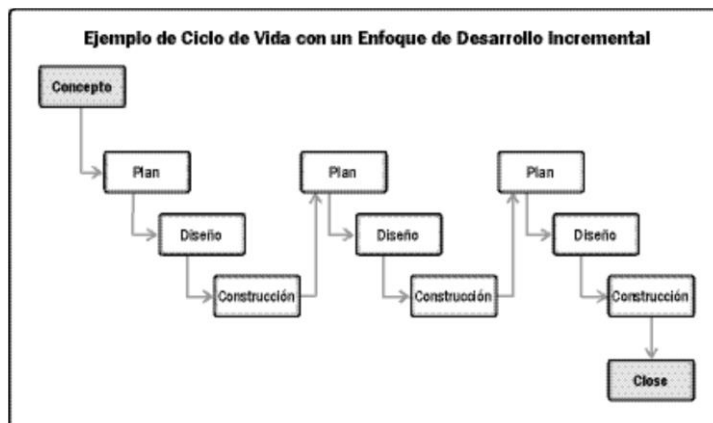 Ejemplo de Ciclo de Vida con un Enfoque de Desarrollo Incremental
Concepto
Plan
Diseño
Construcción
Plan
Diseño
Construcción
Plan
Diseño
Construcción
Close